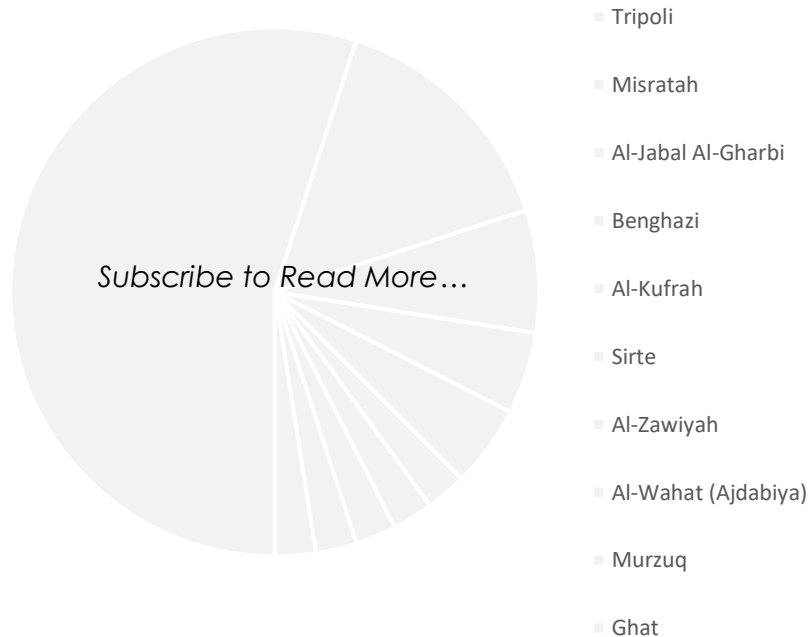 Tripoli
Misratah
Al-Jabal Al-Gharbi
Benghazi
Subscribe to Read More…
Al-Kufrah
Sirte
Al-Zawiyah
Al-Wahat (Ajdabiya)
Murzuq
Ghat